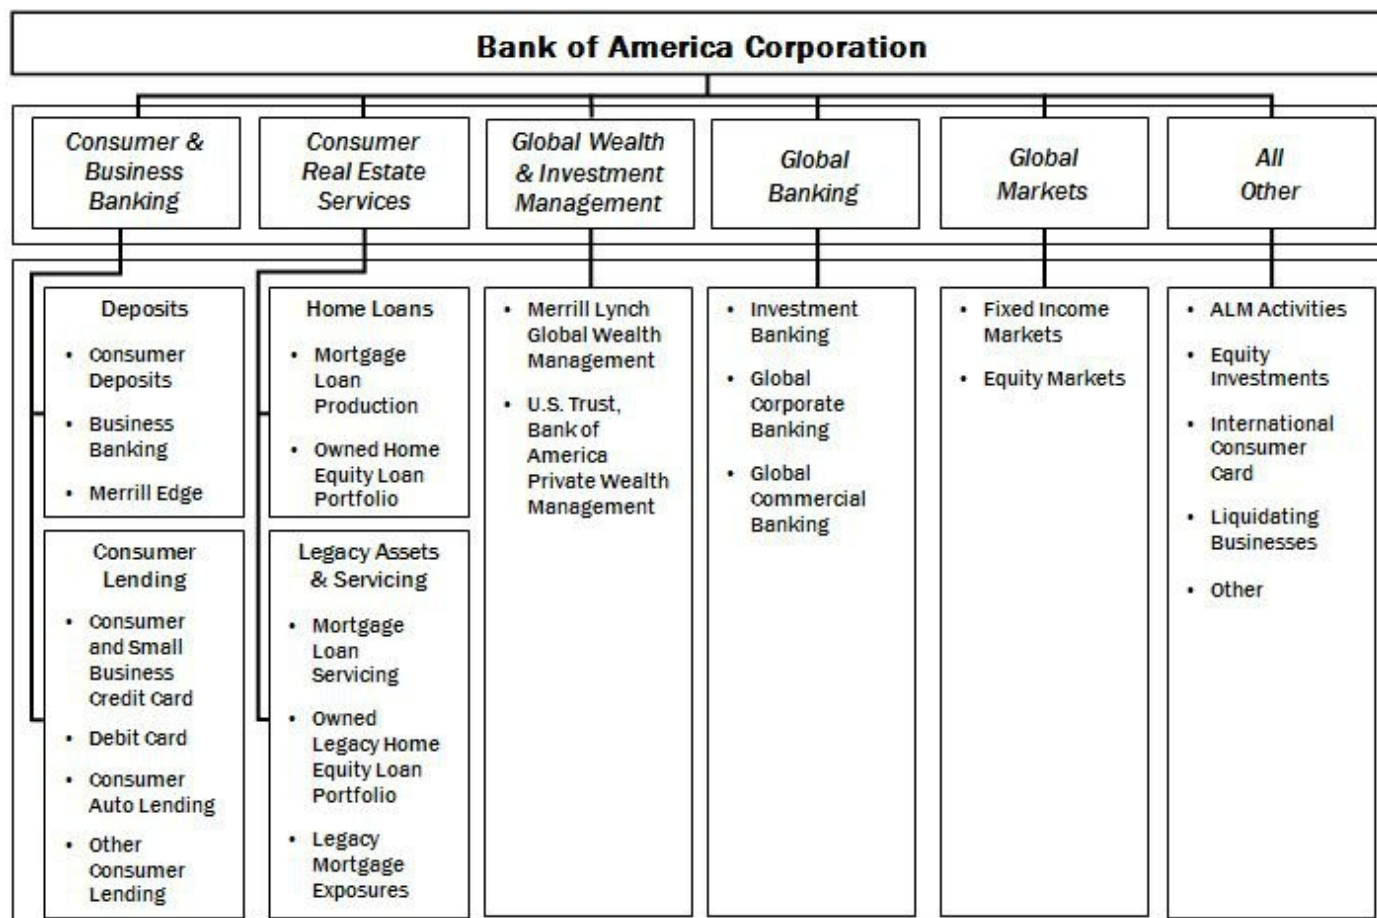 Bank of America Corporation
Consumer &
Business
Banking
Consumer
Real Estate
Services
Global Wealth
& Investment
Management
Global
Banking
Global
Markets
All
Other
Deposits
• Consumer
Deposits
• Business
Banking
• Merrill Edge
Consumer
Lending
• Consumer
and Small
Business
Credit Card
• Debit Card
• Consumer
Auto Lending
• Other
Consumer
Lending
Home Loans
• Mortgage
Loan
Production
• Owned Home
Equity Loan
Portfolio
Legacy Assets
& Servicing
• Mortgage
Loan
Servicing
• Owned
Legacy Home
Equity Loan
Portfolio
• Legacy
Mortgage
Exposures
• Merrill Lynch
Global Wealth
Management
• U.S. Trust,
Bank of
America
Private Wealth
Management
• Investment
Banking
• Global
Corporate
Banking
• Global
Commercial
Banking
• Fixed Income
Markets
• Equity Markets
• ALM Activities
• Equity
Investments
• International
Consumer
Card
• Liquidating
Businesses
• Other